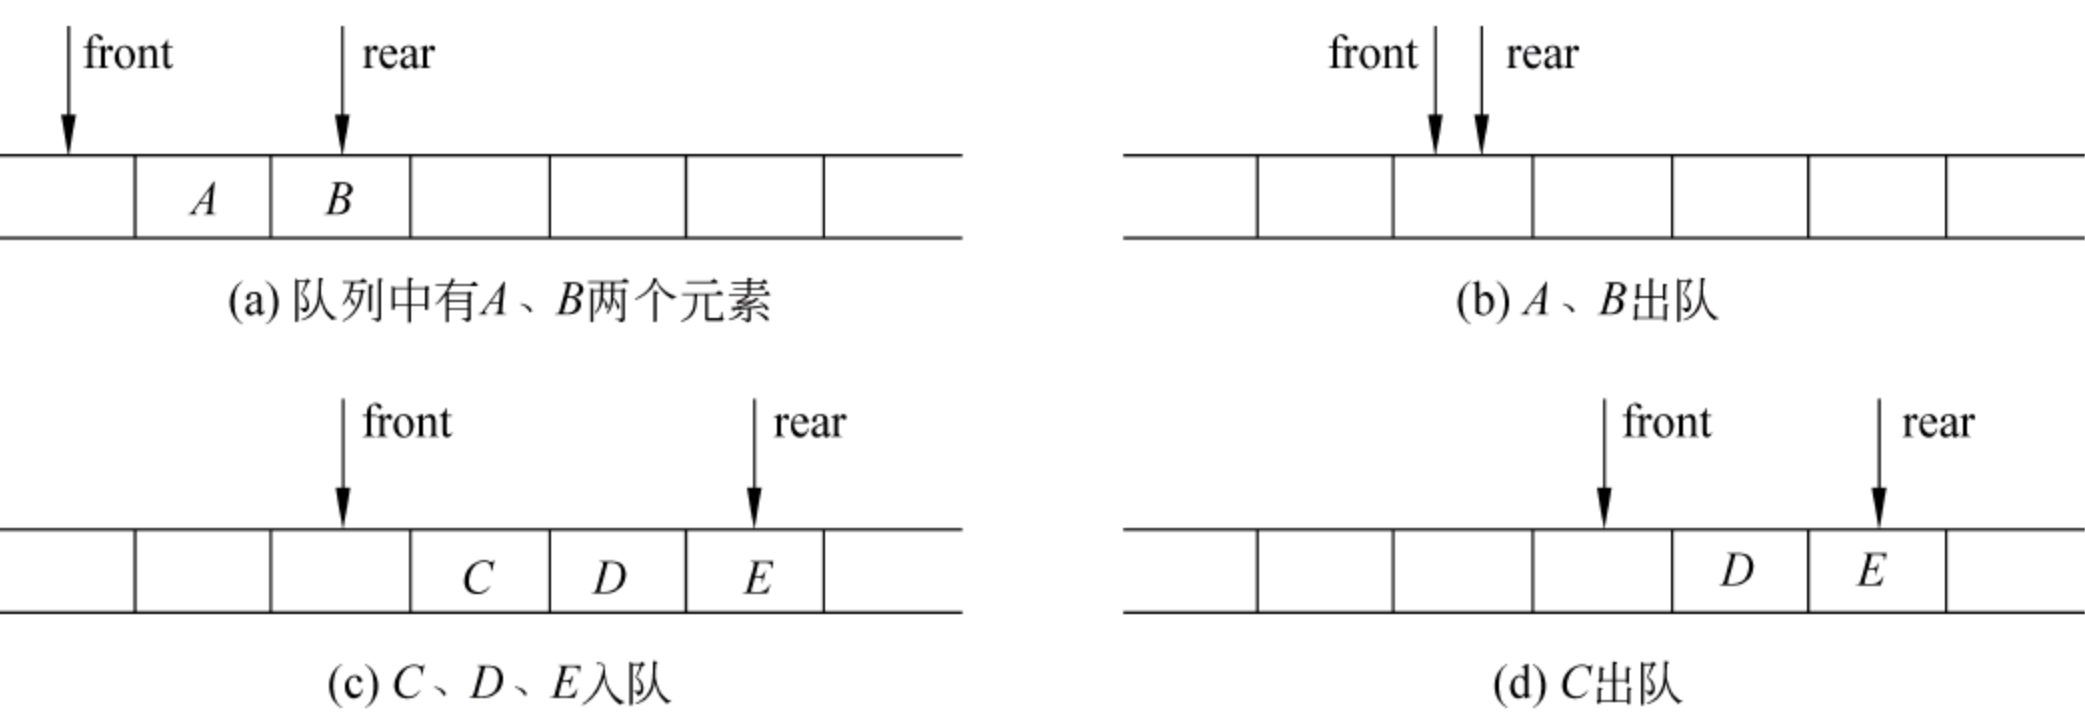 front rear
front rear
A B
(a) 队列中有A、B两个元素
(b) A、B出队
front rear
front rear
C D E
D E
(c) C、D、E入队
(d) C出队